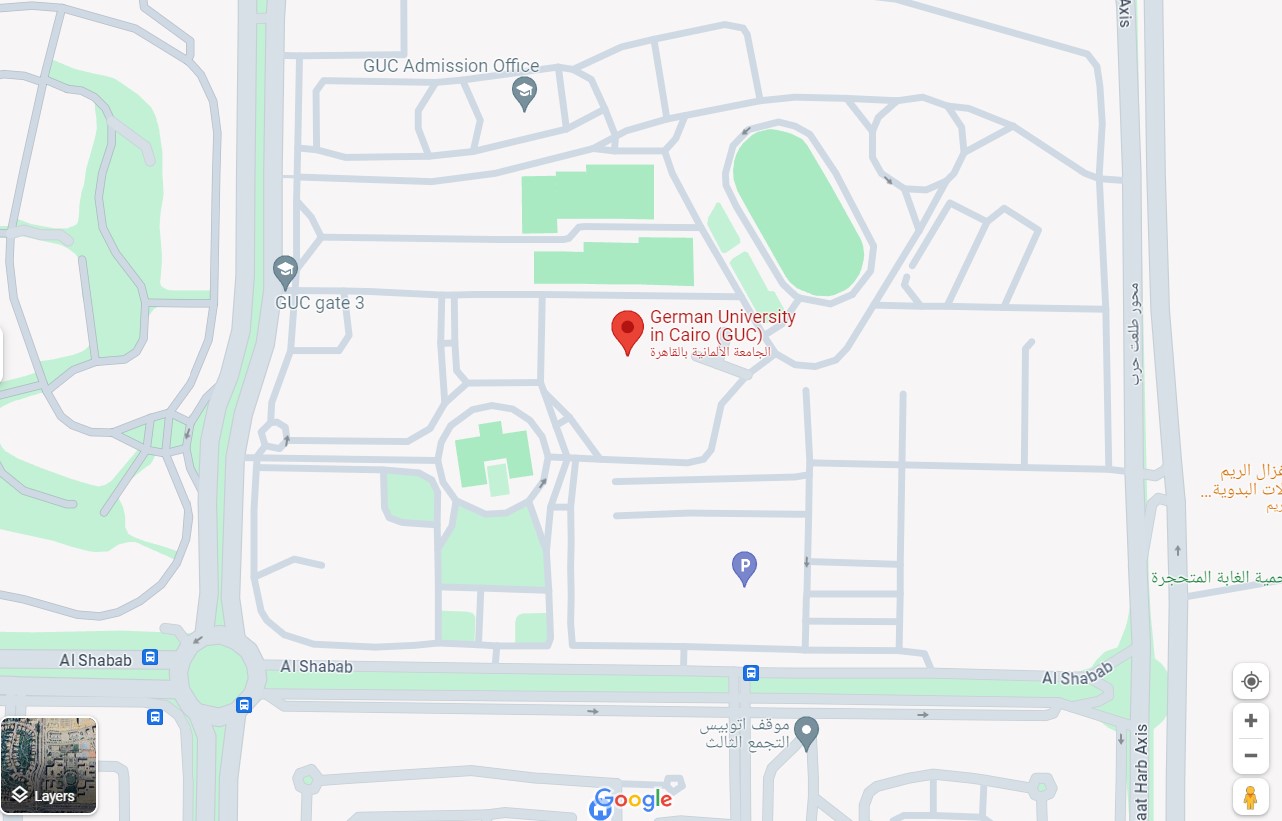 Axis
GUC Admission Office
GUC gate 3
German University
in Cairo (GUC)
الجامعة الألمانية بالقاهرة
محور طلعت حرب
غزال الريم
لات البدوية...
ريم
P
حمية الغابة المتحجرة
Al Shabab
Al Shabab
Al Shabab
موقف اتوبيس
التجمع الثالث
aat Harb Axis
Layers
Google